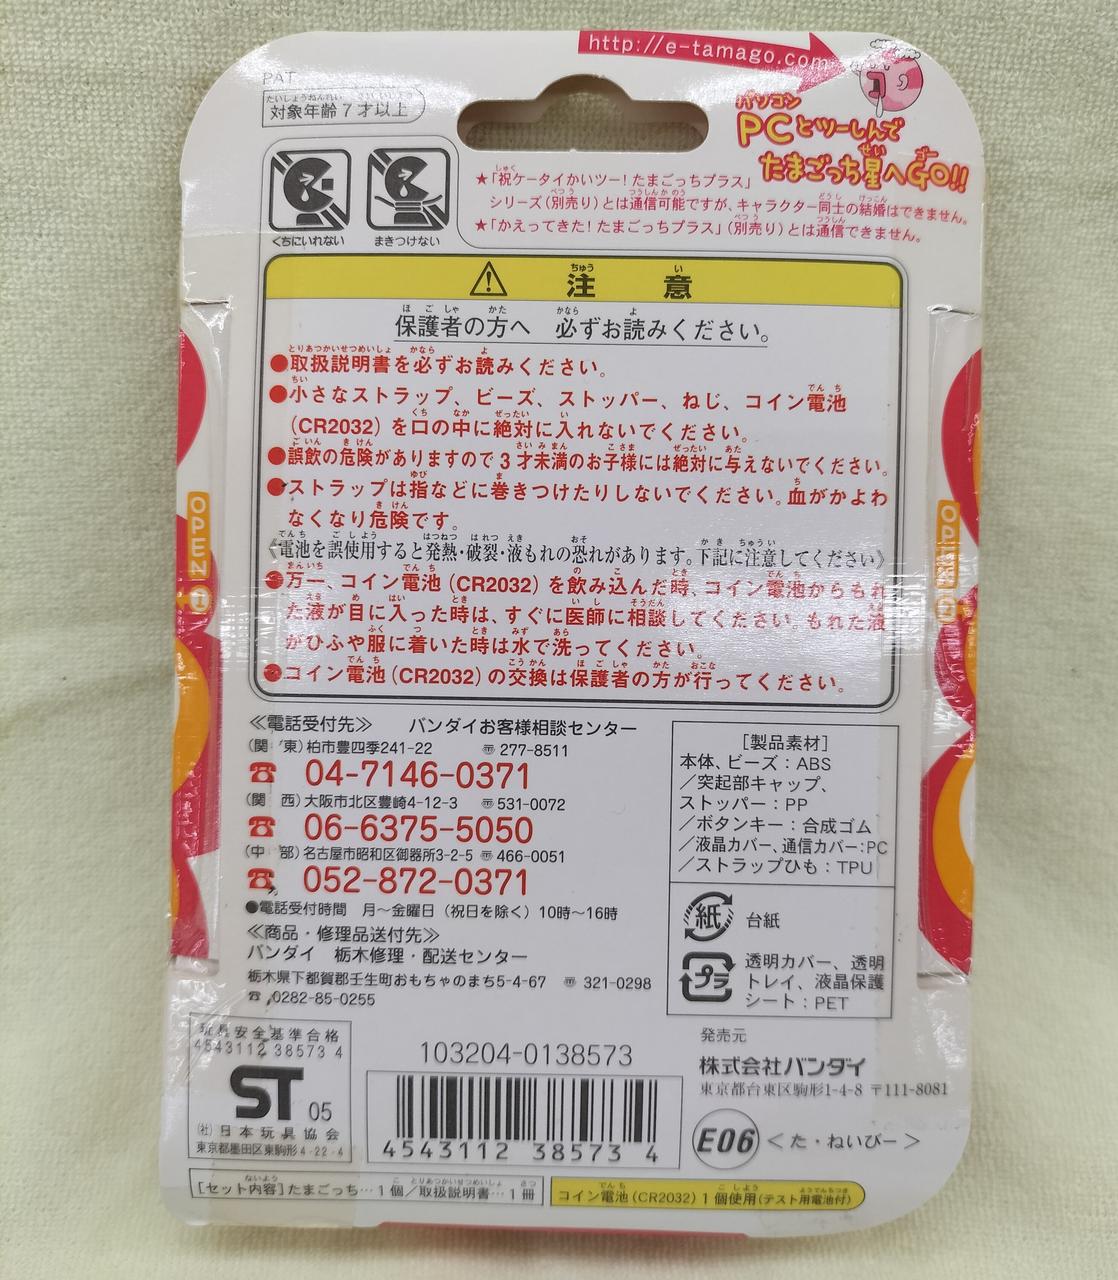 http://e-tamago.com
PAT.
対象年齢7才以上
パソコン
PCとツーしんで
たまごっち星へGO!!
くちにいれない
まきつけない
★「祝ケータイかいツー!たまごっちプラス」
シリーズ(別売り)とは通信可能ですが、キャラクター同士の結婚はできません。
★「かえってきた!たまごっちプラス」(別売り)とは通信できません。
注意
保護者の方へ 必ずお読みください。
●取扱説明書を必ずお読みください。
●小さなストラップ、ビーズ、ストッパー、ねじ、コイン電池
(CR2032)を口の中に絶対に入れないでください。
●誤飲の危険がありますので3才未満のお子様には絶対に与えないでください。
●ストラップは指などに巻きつけたりしないでください。血がかよわ
なくなり危険です。
《電池を誤使用すると発熱・破裂・液もれの恐れがあります。下記に注意してください》
●万一、コイン電池(CR2032)を飲み込んだ時、コイン電池からもれ
た液が目に入った時は、すぐに医師に相談してください。もれた液
がひふや服に着いた時は水で洗ってください。
●コイン電池(CR2032)の交換は保護者の方が行ってください。
OPEN
OPEN
≪電話受付先≫ バンダイお客様相談センター
(関 東)柏市豊四季241-22 〠277-8511
☎ 04-7146-0371
(関 西)大阪市北区豊崎4-12-3 〠531-0072
☎ 06-6375-5050
(中 部)名古屋市昭和区御器所3-2-5 〠466-0051
☎ 052-872-0371
●電話受付時間 月〜金曜日(祝日を除く)10時〜16時
≪商品・修理品送付先≫
バンダイ 栃木修理・配送センター
栃木県下都賀郡壬生町おもちゃのまち5-4-67 〠321-0298
☎0282-85-0255
[製品素材]
本体、ビーズ:ABS
/突起部キャップ、
ストッパー:PP
/ボタンキー:合成ゴム
/液晶カバー、通信カバー:PC
/ストラップひも:TPU
紙 台紙
プラ 透明カバー、透明
トレイ、液晶保護
シート:PET
玩具安全基準合格
4543112 38573 4
ST 05
(社)日本玩具協会
東京都墨田区東駒形4-22-4
103204-0138573
4543112 385734
発売元
株式会社バンダイ
東京都台東区駒形1-4-8 〒111-8081
E06 <た・ねいびー>
[セット内容]たまごっち…1個/取扱説明書…1冊
コイン電池(CR2032)1個使用(テスト用電池付)